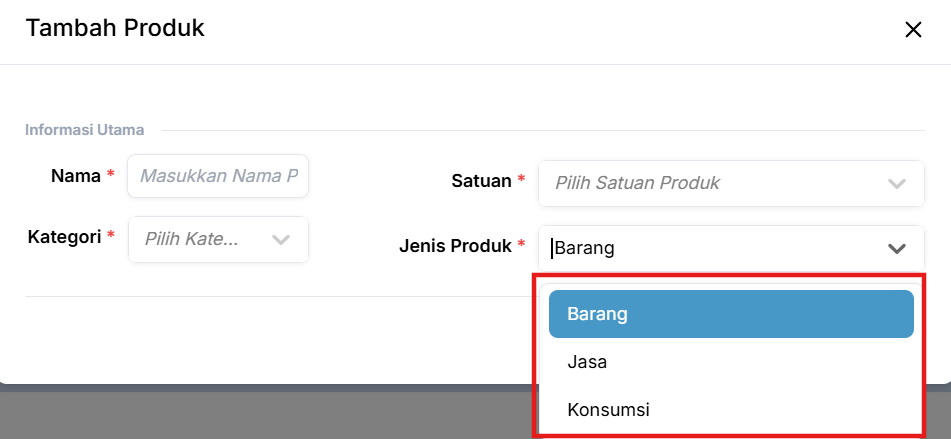 Tambah Produk
Informasi Utama
Nama *
Masukkan Nama P
Satuan *
Pilih Satuan Produk
Kategori *
Pilih Kate...
Jenis Produk *
Barang
Barang
Jasa
Konsumsi